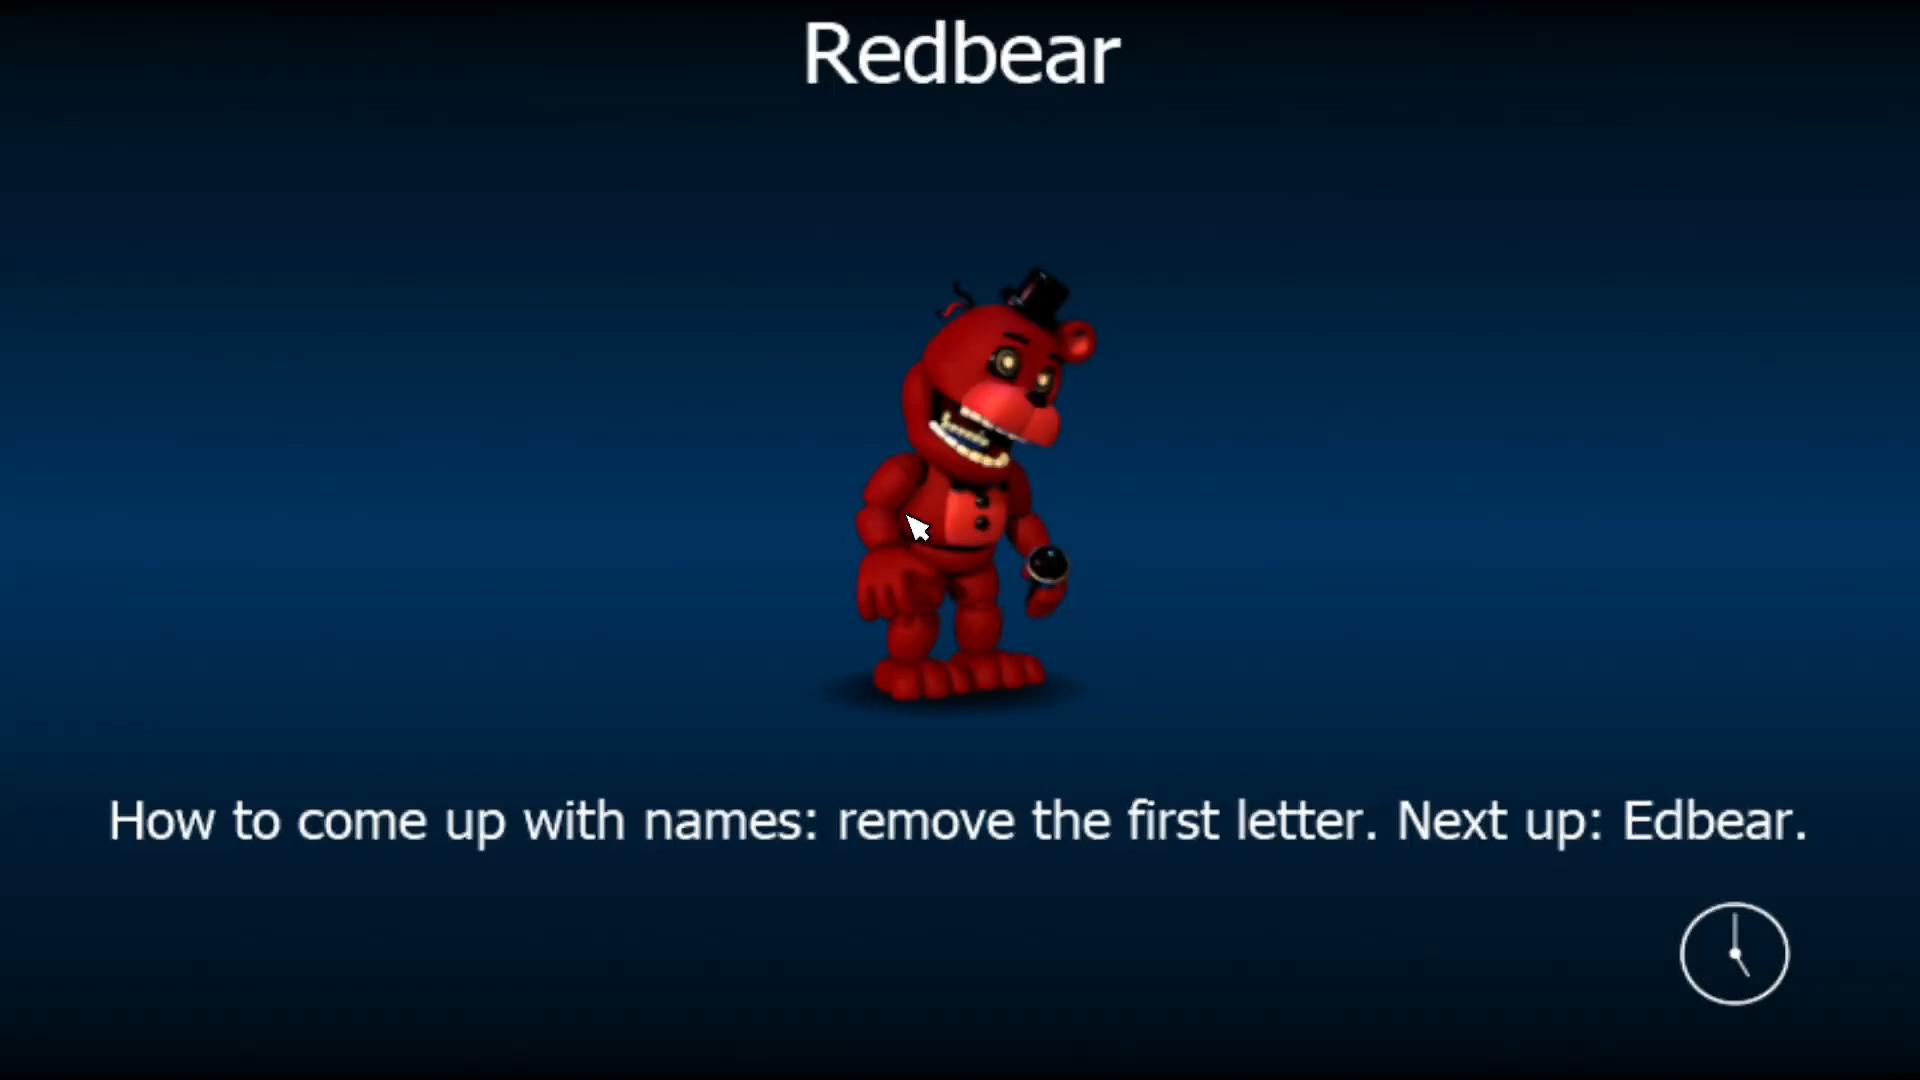 Redbear
How to come up with names: remove the first letter. Next up: Edbear.